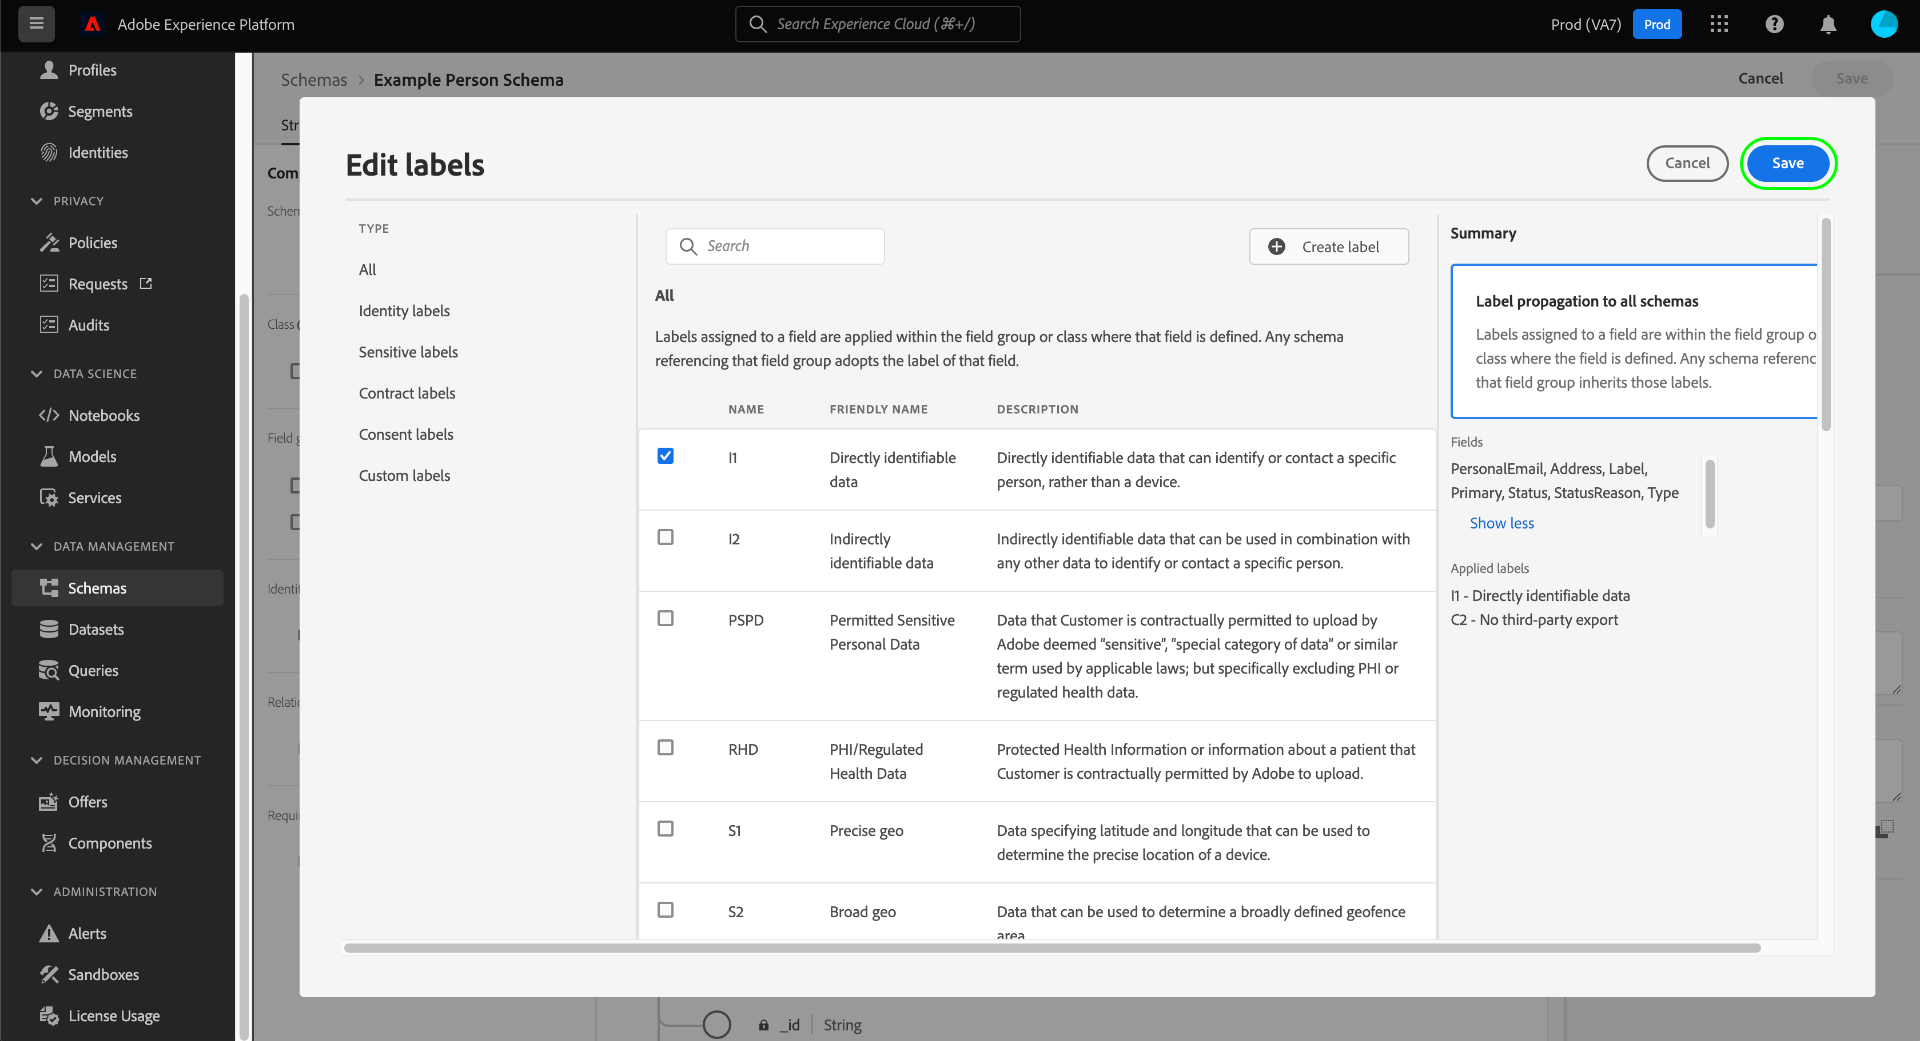 Adobe Experience Platform
Search Experience Cloud (⌘+/)
Prod (VA7)
Prod
Profiles
Segments
Identities
PRIVACY
Policies
Requests
Audits
DATA SCIENCE
Notebooks
Models
Services
DATA MANAGEMENT
Schemas
Datasets
Queries
Monitoring
DECISION MANAGEMENT
Offers
Components
ADMINISTRATION
Alerts
Sandboxes
License Usage
Schemas > Example Person Schema
Cancel
Save
Str
Com
Schem
Class (
Field g
Identit
Relatio
Requir
Edit labels
Cancel
Save
TYPE
All
Identity labels
Sensitive labels
Contract labels
Consent labels
Custom labels
Search
Create label
All
Labels assigned to a field are applied within the field group or class where that field is defined. Any schema
referencing that field group adopts the label of that field.
NAME FRIENDLY NAME DESCRIPTION
I1
Directly identifiable
data
Directly identifiable data that can identify or contact a specific
person, rather than a device.
I2
Indirectly
identifiable data
Indirectly identifiable data that can be used in combination with
any other data to identify or contact a specific person.
PSPD
Permitted Sensitive
Personal Data
Data that Customer is contractually permitted to upload by
Adobe deemed “sensitive”, “special category of data” or similar
term used by applicable laws; but specifically excluding PHI or
regulated health data.
RHD
PHI/Regulated
Health Data
Protected Health Information or information about a patient that
Customer is contractually permitted by Adobe to upload.
S1
Precise geo
Data specifying latitude and longitude that can be used to
determine the precise location of a device.
S2
Broad geo
Data that can be used to determine a broadly defined geofence
area
Summary
Label propagation to all schemas
Labels assigned to a field are within the field group o
class where the field is defined. Any schema referenc
that field group inherits those labels.
Fields
PersonalEmail, Address, Label,
Primary, Status, StatusReason, Type
Show less
Applied labels
I1 - Directly identifiable data
C2 - No third-party export
_id String